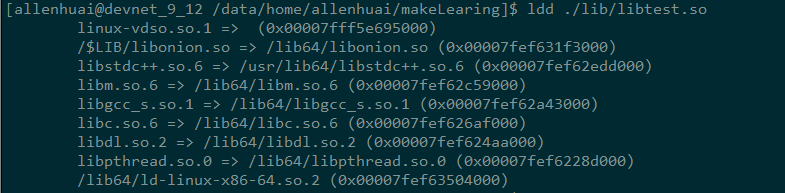 [allenhuai@devnet_9_12 /data/home/allenhuai/makeLearing]$ ldd ./lib/libtest.so
linux-vdso.so.1 => (0x00007fff5e695000)
/$LIB/libonion.so => /lib64/libonion.so (0x00007fef631f3000)
libstdc++.so.6 => /usr/lib64/libstdc++.so.6 (0x00007fef62edd000)
libm.so.6 => /lib64/libm.so.6 (0x00007fef62c59000)
libgcc_s.so.1 => /lib64/libgcc_s.so.1 (0x00007fef62a43000)
libc.so.6 => /lib64/libc.so.6 (0x00007fef626af000)
libdl.so.2 => /lib64/libdl.so.2 (0x00007fef624aa000)
libpthread.so.0 => /lib64/libpthread.so.0 (0x00007fef6228d000)
/lib64/ld-linux-x86-64.so.2 (0x00007fef63504000)